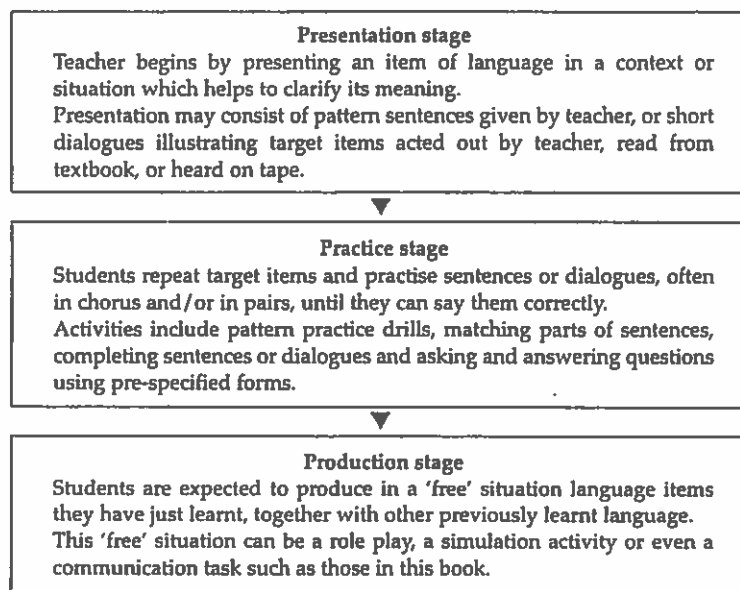 Presentation stage
Teacher begins by presenting an item of language in a context or
situation which helps to clarify its meaning.
Presentation may consist of pattern sentences given by teacher, or short
dialogues illustrating target items acted out by teacher, read from
textbook, or heard on tape.
Practice stage
Students repeat target items and practise sentences or dialogues, often
in chorus and/or in pairs, until they can say them correctly.
Activities include pattern practice drills, matching parts of sentences,
completing sentences or dialogues and asking and answering questions
using pre-specified forms.
Production stage
Students are expected to produce in a 'free' situation language items
they have just learnt, together with other previously learnt language.
This 'free' situation can be a role play, a simulation activity or even a
communication task such as those in this book.